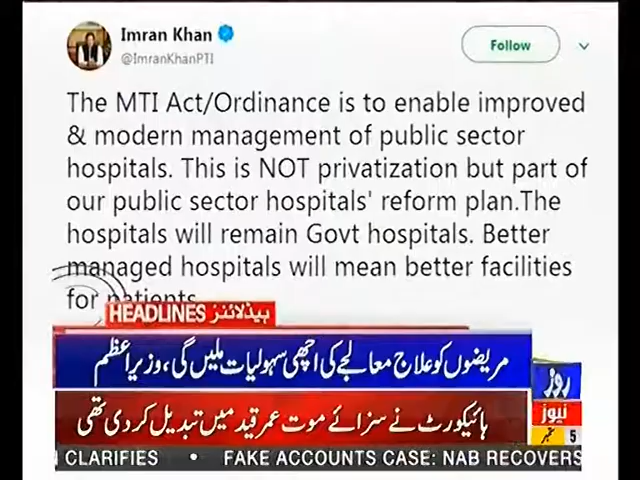 Imran Khan
@ImranKhanPTI
Follow
The MTI Act/Ordinance is to enable improved
& modern management of public sector
hospitals. This is NOT privatization but part of
our public sector hospitals' reform plan.The
hospitals will remain Govt hospitals. Better
managed hospitals will mean better facilities
for patients
HEADLINES ہیڈلائنز
مریضوں کو علاج معالجے کی اچھی سہولیات ملیں گی، وزیراعظم
ہائیکورٹ نے سزائے موت عمر قید میں تبدیل کر دی تھی
روز
نیوز
5 ستمبر
CLARIFIES • FAKE ACCOUNTS CASE: NAB RECOVERS